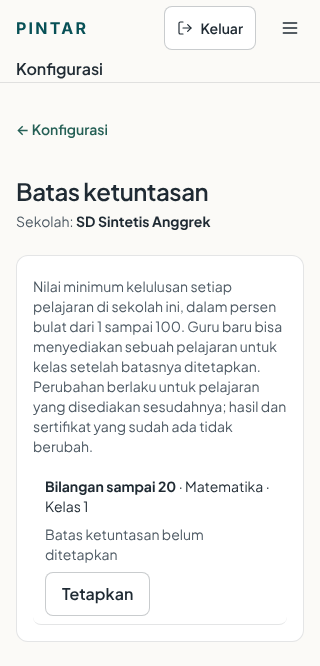 PINTAR
Keluar
Konfigurasi
← Konfigurasi
Batas ketuntasan
Sekolah: SD Sintetis Anggrek
Nilai minimum kelulusan setiap
pelajaran di sekolah ini, dalam persen
bulat dari 1 sampai 100. Guru baru bisa
menyediakan sebuah pelajaran untuk
kelas setelah batasnya ditetapkan.
Perubahan berlaku untuk pelajaran
yang disediakan sesudahnya; hasil dan
sertifikat yang sudah ada tidak
berubah.
Bilangan sampai 20 · Matematika ·
Kelas 1
Batas ketuntasan belum
ditetapkan
Tetapkan